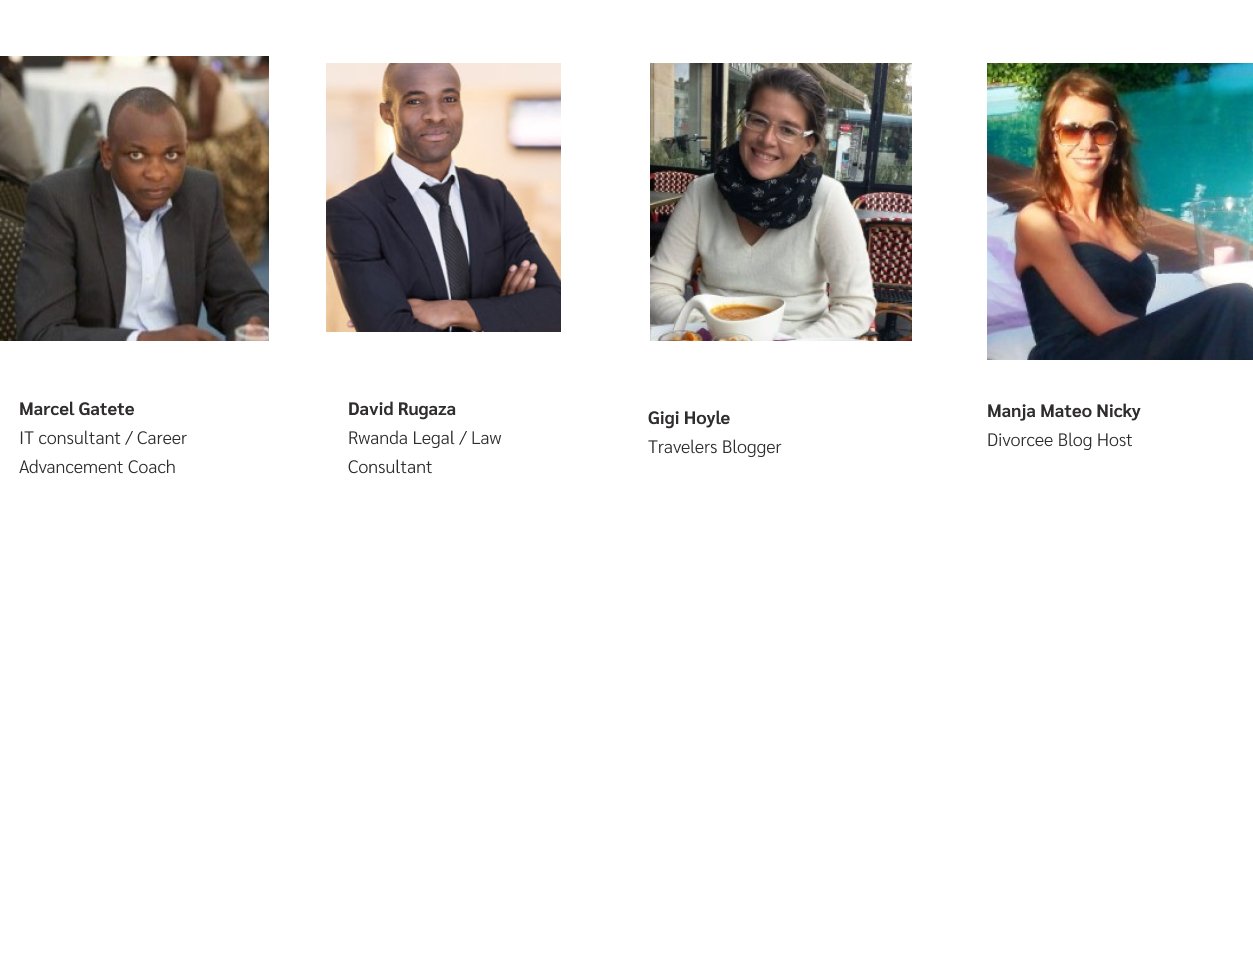 Marcel Gatete
IT consultant / Career
Advancement Coach
David Rugaza
Rwanda Legal / Law
Consultant
Gigi Hoyle
Travelers Blogger
Manja Mateo Nicky
Divorcee Blog Host